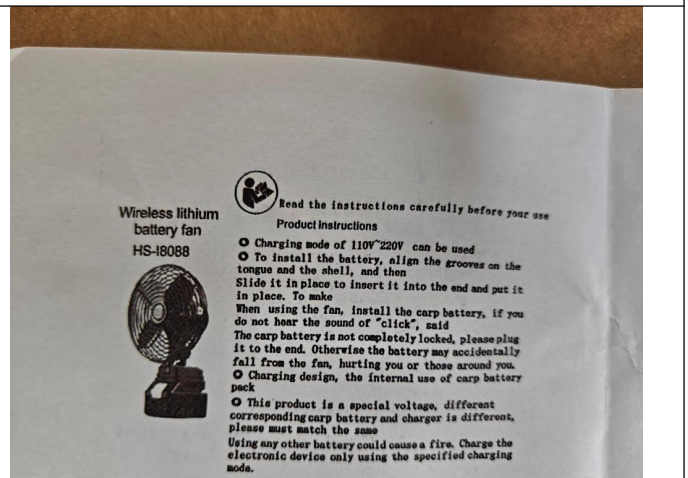 Read the instructions carefully before your use
Wireless lithium
battery fan
HS-18088
Product instructions
Charging mode of 110V~220V can be used
To install the battery, align the grooves on the
tongue and the shell, and then
Slide it in place to insert it into the end and put it
in place. To make
When using the fan, install the carp battery, if you
do not hear the sound of "click", said
The carp battery is not completely locked, please plug
it to the end. Otherwise the battery may accidentally
fall from the fan, hurting you or those around you.
Charging design, the internal use of carp battery
pack
This product is a special voltage, different
corresponding carp battery and charger is different,
please must match the same
Using any other battery could cause a fire. Charge the
electronic device only using the specified charging
mode.